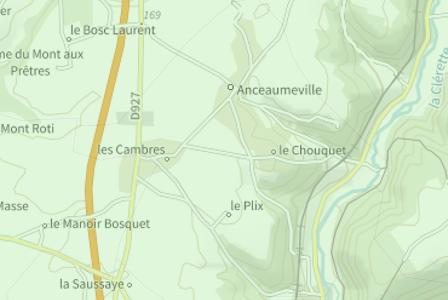 169
le Bosc Laurent
me du Mont aux
Prêtres
la Clérette
Anceaumeville
D927
Mont Roti
les Cambres
le Chouquet
Masse
le Plix
le Manoir Bosquet
la Saussaye